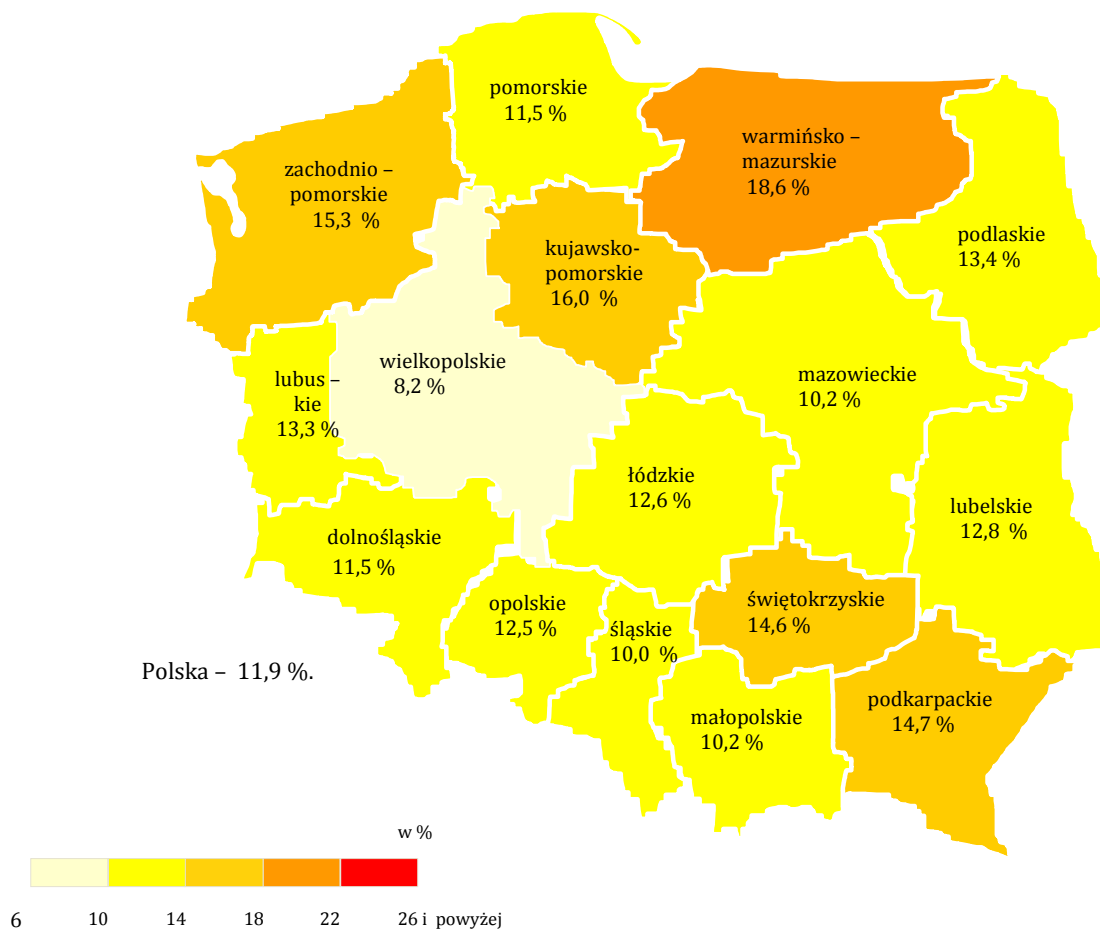 pomorskie
11,5 %
warmińsko –
mazurskie
18,6 %
zachodnio –
pomorskie
15,3 %
podlaskie
13,4 %
kujawsko-
pomorskie
16,0 %
wielkopolskie
8,2 %
mazowieckie
10,2 %
lubus –
kie
13,3 %
łódzkie
12,6 %
lubelskie
12,8 %
dolnośląskie
11,5 %
opolskie
12,5 %
śląskie
10,0 %
świętokrzyskie
14,6 %
Polska – 11,9 %.
małopolskie
10,2 %
podkarpackie
14,7 %
w %
6 10 14 18 22 26 i powyżej